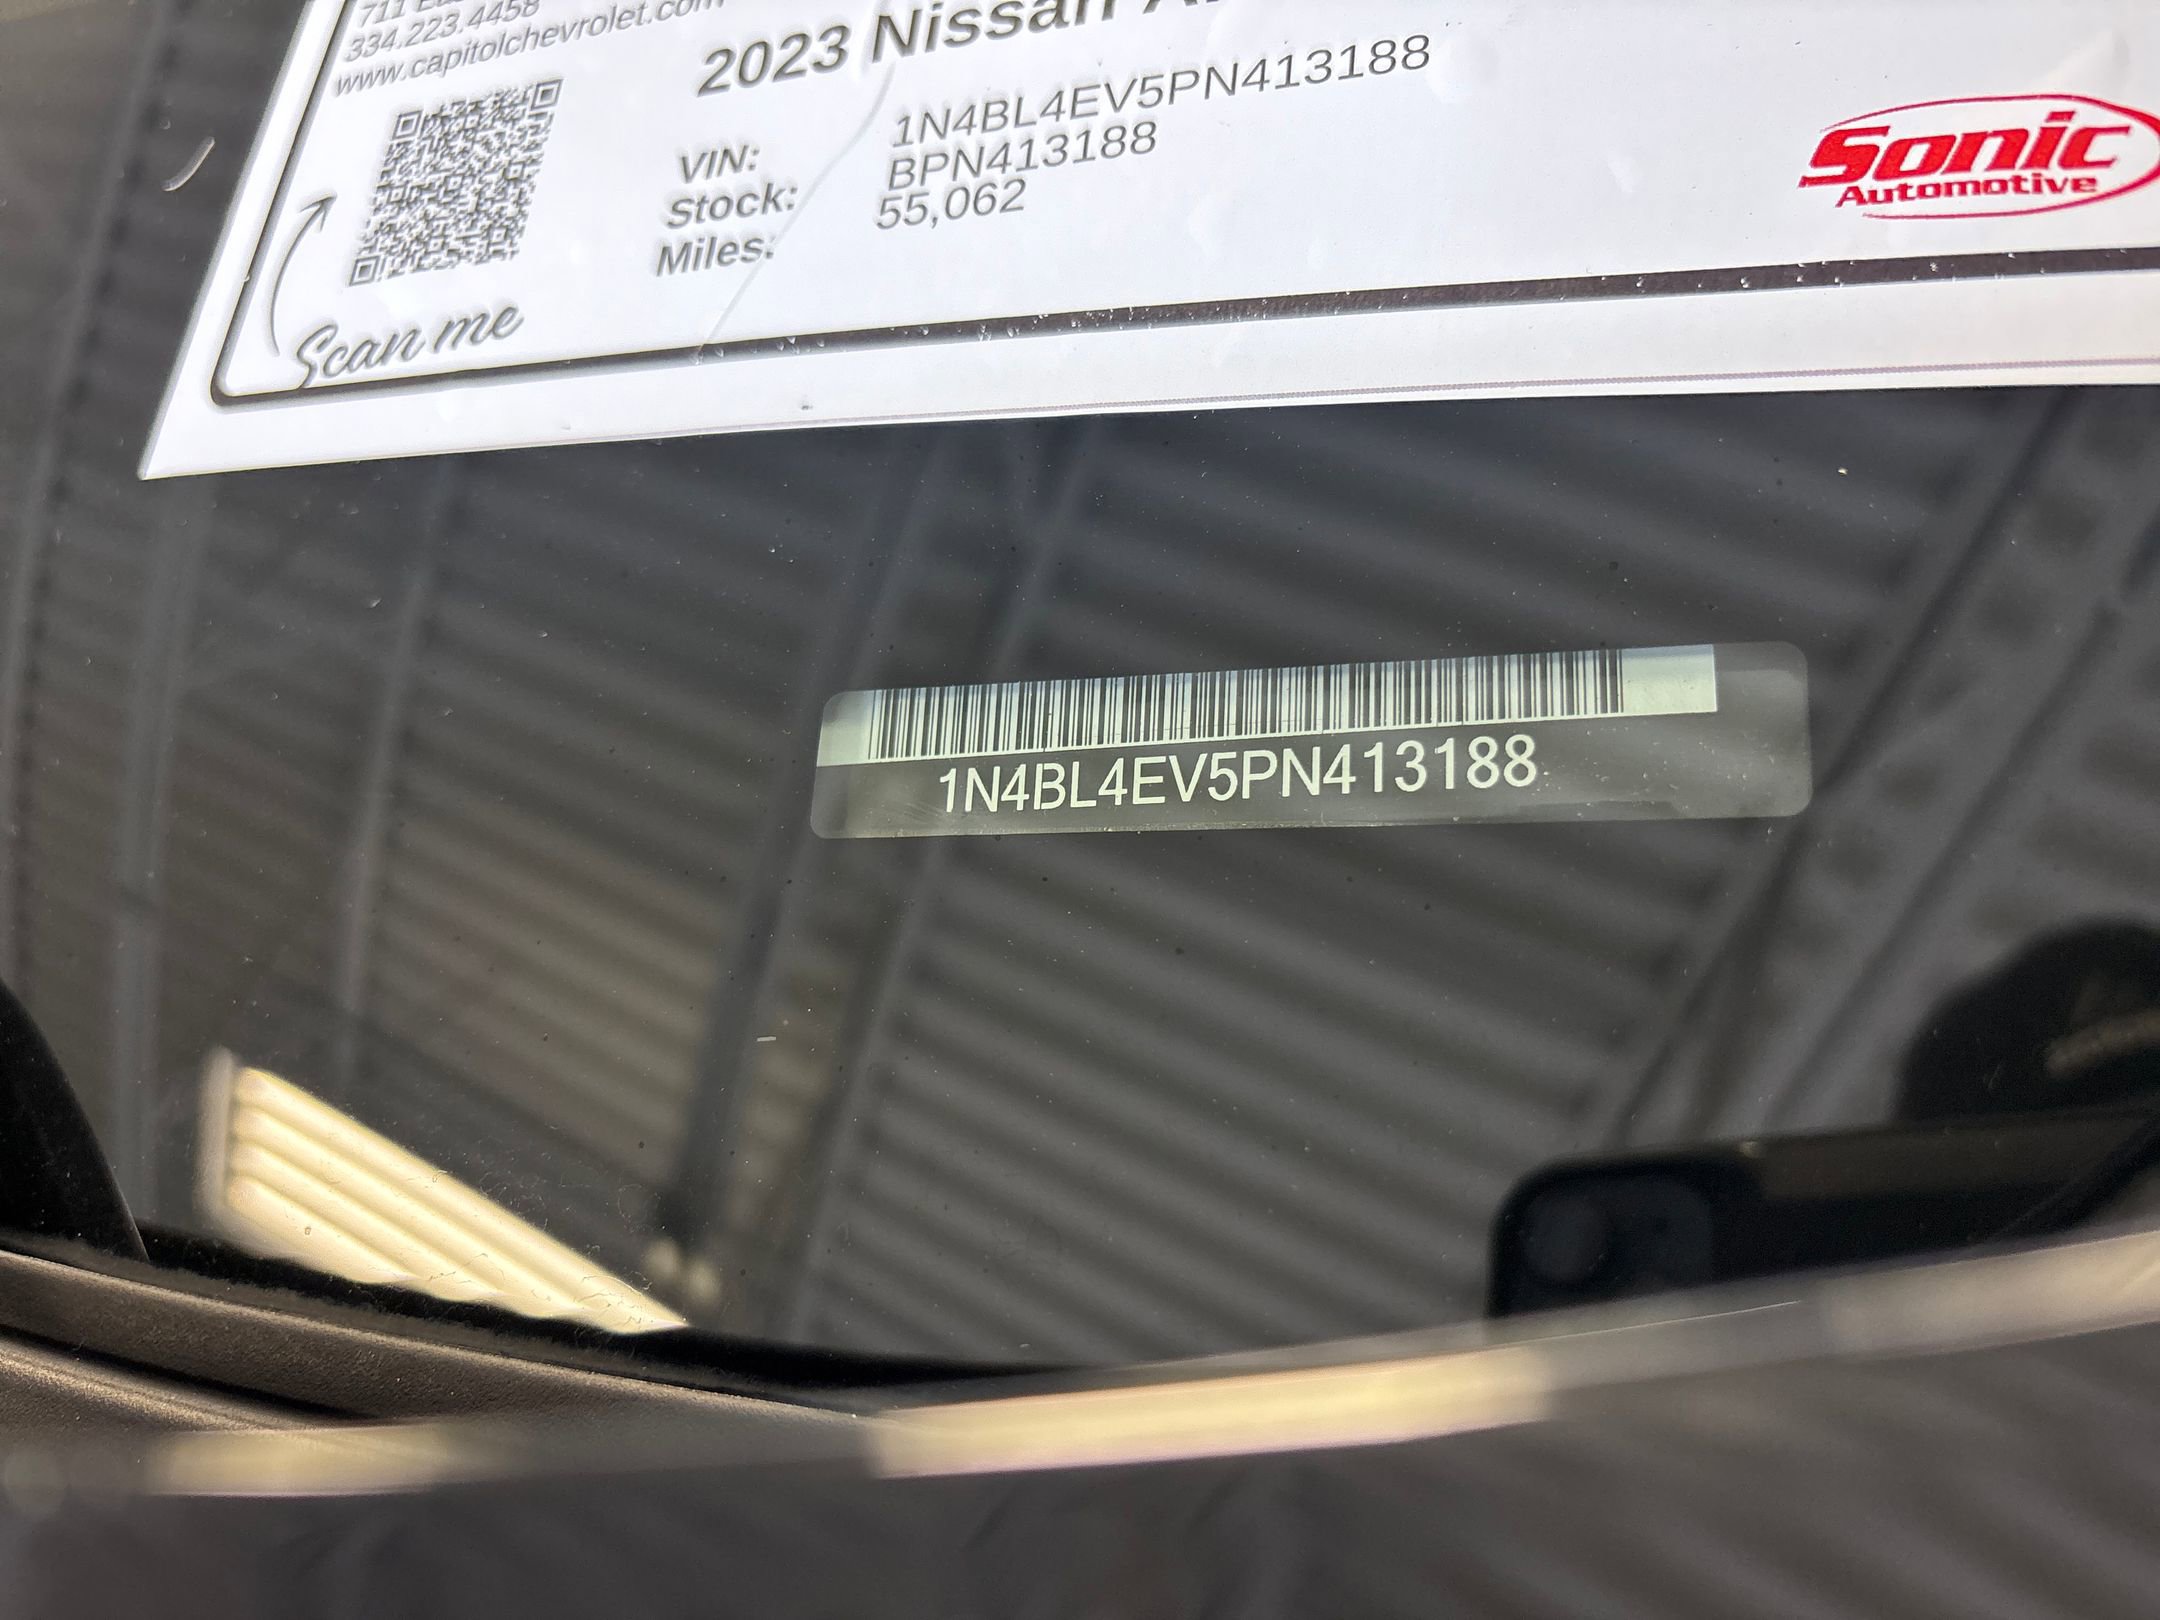 334.223.4458
www.capitolchevrolet.com
2023 Nissan
VIN: 1N4BL4EV5PN413188
Stock: BPN413188
Miles: 55,062
Scan me
Sonic
Automotive
1N4BL4EV5PN413188